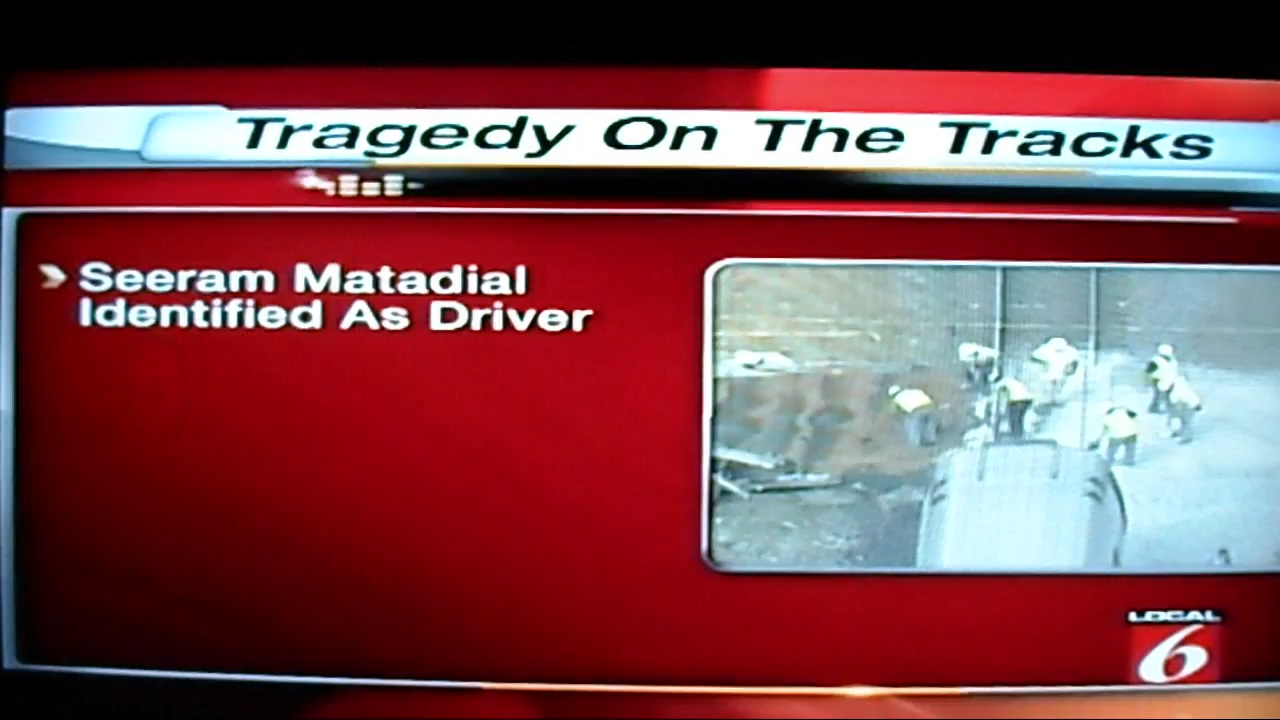 Tragedy On The Tracks
Seeram Matadial
Identified As Driver
LOCAL
6